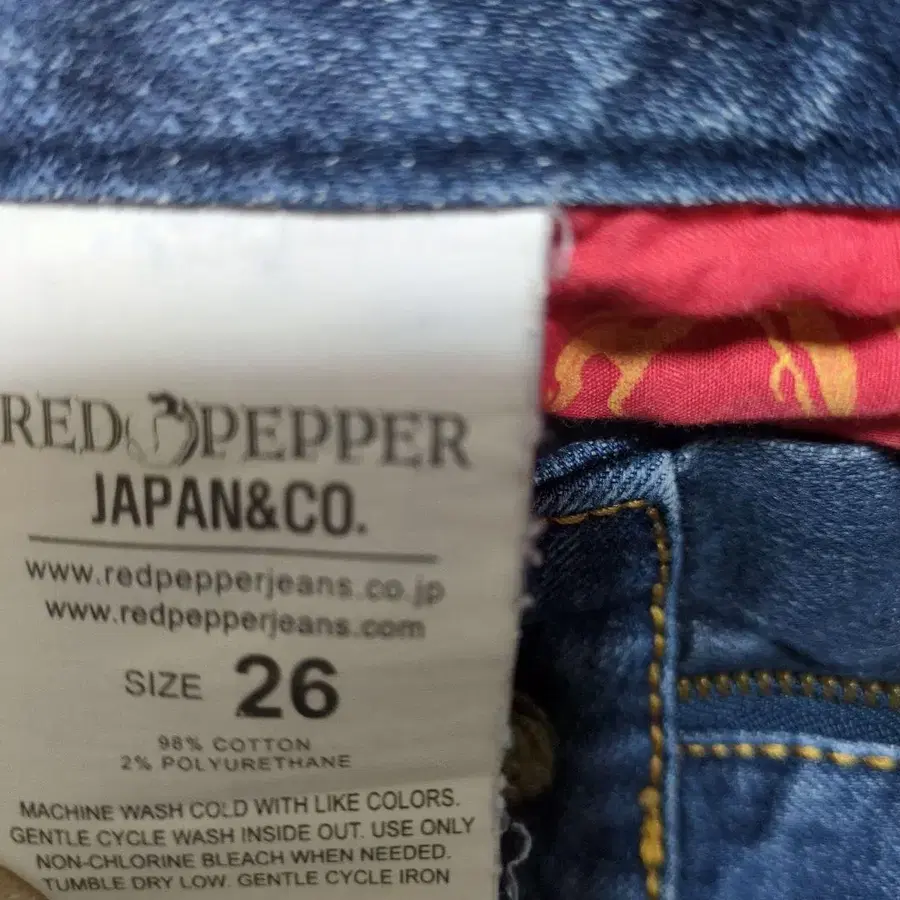 RED PEPPER
JAPAN&CO.
www.redpepperjeans.co.jp
www.redpepperjeans.com
SIZE 26
98% COTTON
2% POLYURETHANE
MACHINE WASH COLD WITH LIKE COLORS.
GENTLE CYCLE WASH INSIDE OUT. USE ONLY
NON-CHLORINE BLEACH WHEN NEEDED.
TUMBLE DRY LOW. GENTLE CYCLE IRON